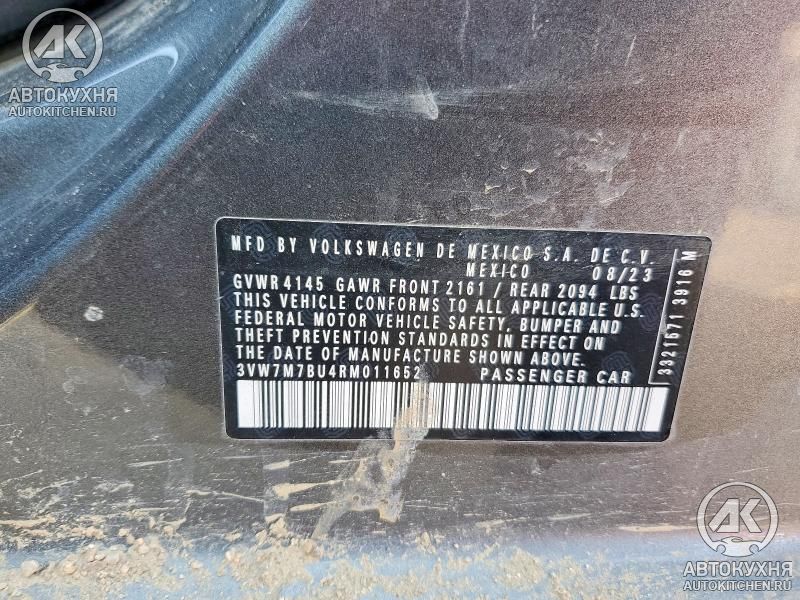 AK
АВТОКУХНЯ
AUTOKITCHEN.RU
MFD BY VOLKSWAGEN DE MEXICO S.A. DE C.V.
MEXICO 08/23
GVWR 4145 GAWR FRONT 2161 / REAR 2094 LBS
THIS VEHICLE CONFORMS TO ALL APPLICABLE U.S.
FEDERAL MOTOR VEHICLE SAFETY, BUMPER AND
THEFT PREVENTION STANDARDS IN EFFECT ON
THE DATE OF MANUFACTURE SHOWN ABOVE.
3VW7M7BU4RM011652 PASSENGER CAR
3321571 3916 M
AK
АВТОКУХНЯ
AUTOKITCHEN.RU